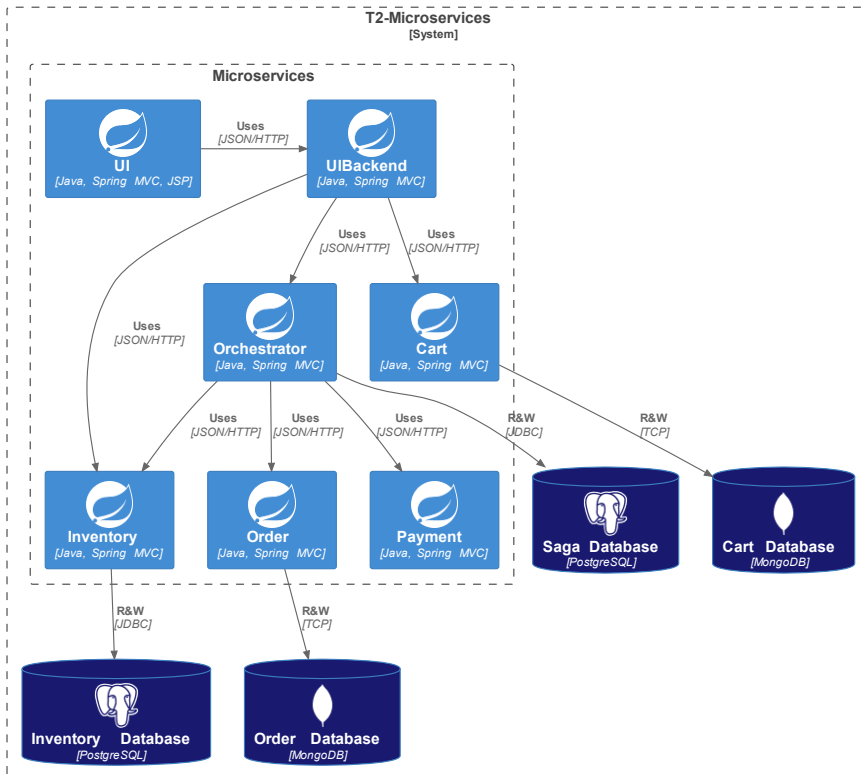 T2-Microservices
[System]
Microservices
UI
[Java, Spring MVC, JSP]
Uses
[JSON/HTTP]
UIBackend
[Java, Spring MVC]
Uses
[JSON/HTTP]
Uses
[JSON/HTTP]
Uses
[JSON/HTTP]
Orchestrator
[Java, Spring MVC]
Cart
[Java, Spring MVC]
Uses
[JSON/HTTP]
Uses
[JSON/HTTP]
Uses
[JSON/HTTP]
R&W
[JDBC]
R&W
[TCP]
Inventory
[Java, Spring MVC]
Order
[Java, Spring MVC]
Payment
[Java, Spring MVC]
Saga Database
[PostgreSQL]
Cart Database
[MongoDB]
R&W
[JDBC]
R&W
[TCP]
Inventory Database
[PostgreSQL]
Order Database
[MongoDB]